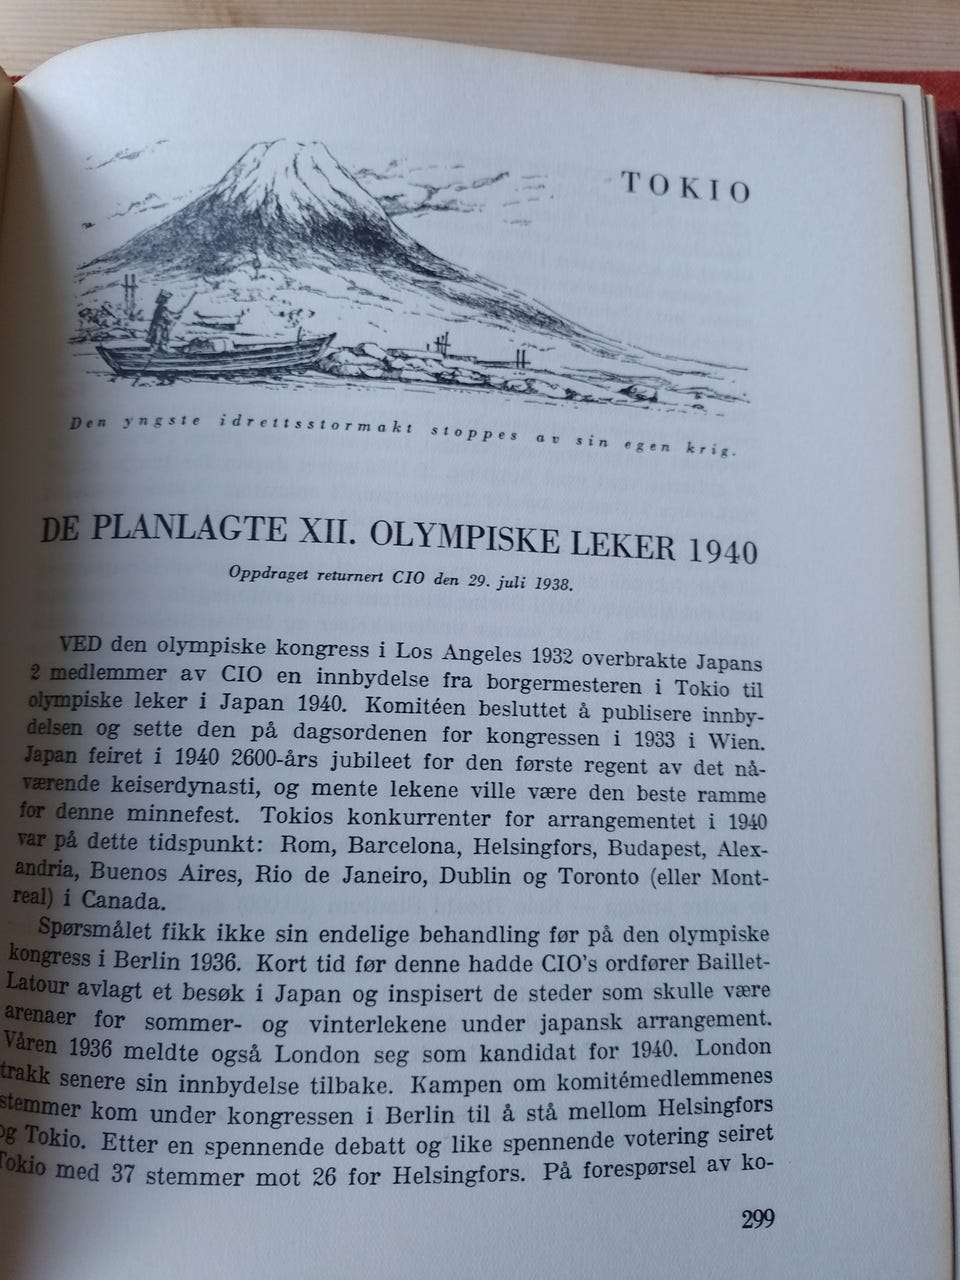 TOKIO
Den yngste idrettsstormakt stoppes av sin egen krig.
DE PLANLAGTE XII. OLYMPISKE LEKER 1940
Oppdraget returnert CIO den 29. juli 1938.
VED den olympiske kongress i Los Angeles 1932 overbrakte Japans
2 medlemmer av CIO en innbydelse fra borgermesteren i Tokio til
olympiske leker i Japan 1940. Komitéen besluttet å publisere innby-
delsen og sette den på dagsordenen for kongressen i 1933 i Wien.
Japan feiret i 1940 2600-års jubileet for den første regent av det nå-
værende keiserdynasti, og mente lekene ville være den beste ramme
for denne minnefest. Tokios konkurrenter for arrangementet i 1940
var på dette tidspunkt: Rom, Barcelona, Helsingfors, Budapest, Alex-
andria, Buenos Aires, Rio de Janeiro, Dublin og Toronto (eller Mont-
real) i Canada.
Spørsmålet fikk ikke sin endelige behandling før på den olympiske
kongress i Berlin 1936. Kort tid før denne hadde CIO's ordfører Baillet-
Latour avlagt et besøk i Japan og inspisert de steder som skulle være
arenaer for sommer- og vinterlekene under japansk arrangement.
Våren 1936 meldte også London seg som kandidat for 1940. London
trakk senere sin innbydelse tilbake. Kampen om komitémedlemmenes
stemmer kom under kongressen i Berlin til å stå mellom Helsingfors
og Tokio. Etter en spennende debatt og like spennende votering seiret
Tokio med 37 stemmer mot 26 for Helsingfors. På forespørsel av ko-
299